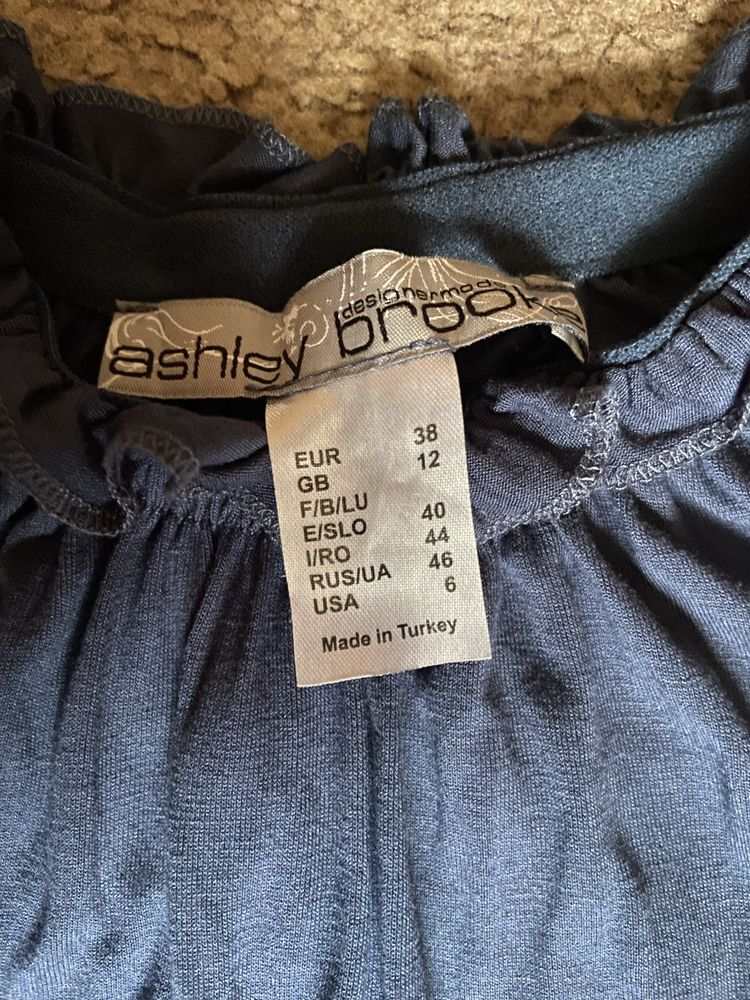 designermade
ashley brooks
EUR 38
GB 12
F/B/LU
E/SLO 40
I/RO 44
RUS/UA 46
USA 6
Made in Turkey